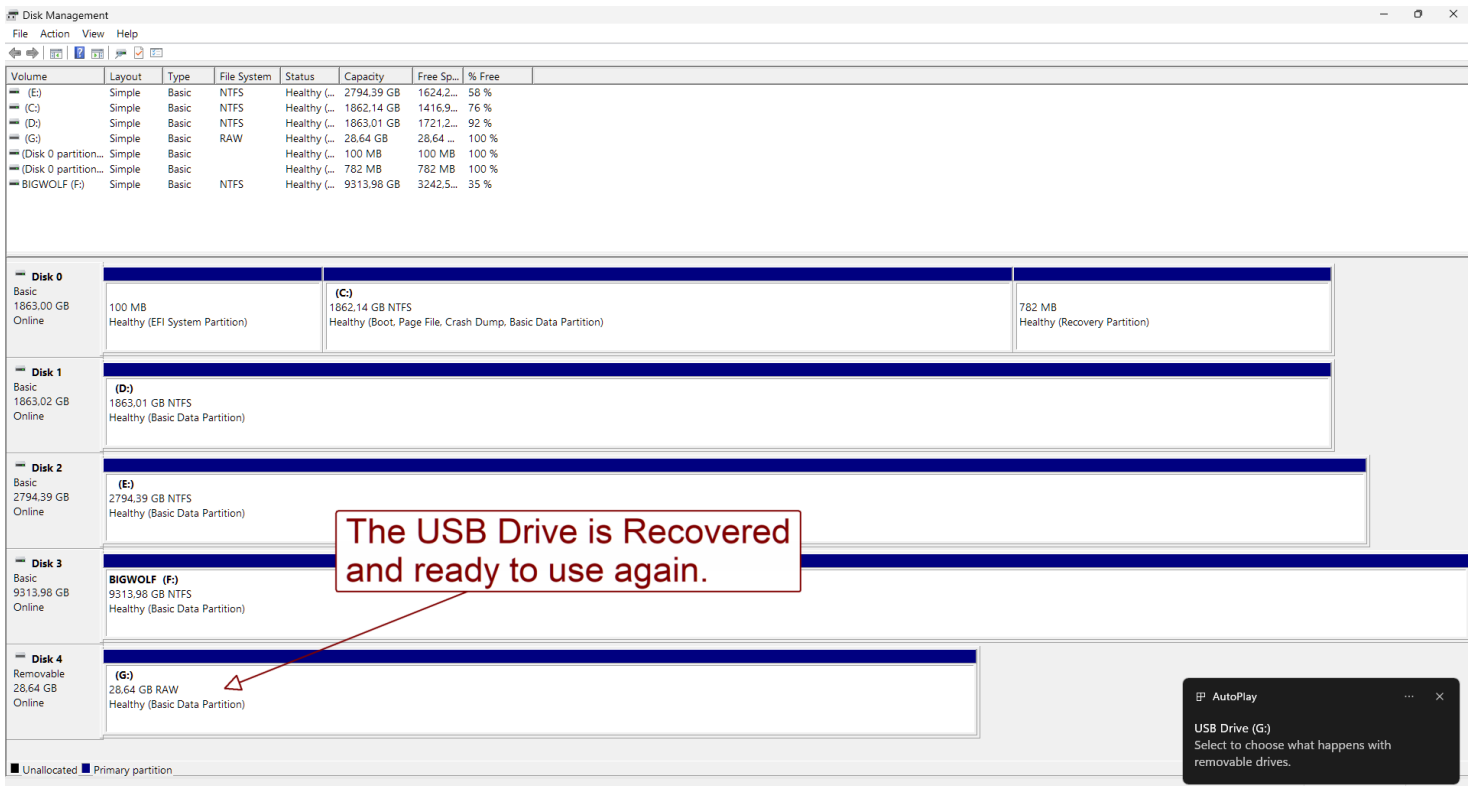 Disk Management
File Action View Help
Volume Layout Type File System Status Capacity Free Sp... % Free
(E:) Simple Basic NTFS Healthy (... 2794,39 GB 1624,2... 58 %
(C:) Simple Basic NTFS Healthy (... 1862,14 GB 1416,9... 76 %
(D:) Simple Basic NTFS Healthy (... 1863,01 GB 1721,2... 92 %
(G:) Simple Basic RAW Healthy (... 28,64 GB 28,64 ... 100 %
(Disk 0 partition... Simple Basic Healthy (... 100 MB 100 MB 100 %
(Disk 0 partition... Simple Basic Healthy (... 782 MB 782 MB 100 %
BIGWOLF (F:) Simple Basic NTFS Healthy (... 9313,98 GB 3242,5... 35 %
Disk 0
Basic
1863,00 GB
Online
100 MB
Healthy (EFI System Partition)
(C:)
1862,14 GB NTFS
Healthy (Boot, Page File, Crash Dump, Basic Data Partition)
782 MB
Healthy (Recovery Partition)
Disk 1
Basic
1863,02 GB
Online
(D:)
1863,01 GB NTFS
Healthy (Basic Data Partition)
Disk 2
Basic
2794,39 GB
Online
(E:)
2794,39 GB NTFS
Healthy (Basic Data Partition)
The USB Drive is Recovered
and ready to use again.
Disk 3
Basic
9313,98 GB
Online
BIGWOLF (F:)
9313,98 GB NTFS
Healthy (Basic Data Partition)
Disk 4
Removable
28,64 GB
Online
(G:)
28,64 GB RAW
Healthy (Basic Data Partition)
AutoPlay
USB Drive (G:)
Select to choose what happens with
removable drives.
Unallocated Primary partition